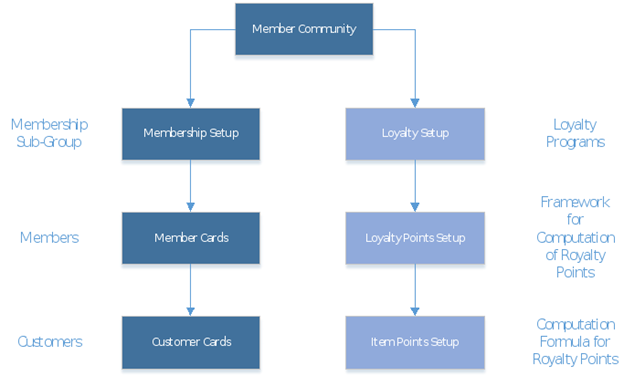 Member Community
Membership
Sub-Group
Membership Setup
Loyalty Setup
Loyalty
Programs
Members
Member Cards
Loyalty Points Setup
Framework
for
Computation
of Royalty
Points
Customers
Customer Cards
Item Points Setup
Computation
Formula for
Royalty Points